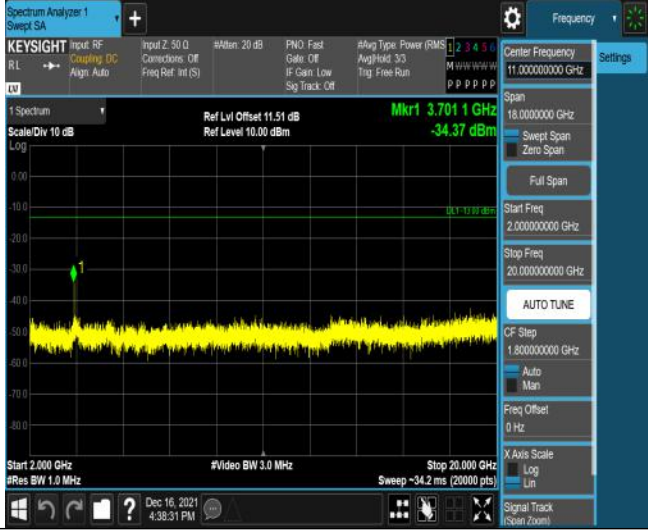 Spectrum Analyzer 1
Swept SA
+
Frequency
KEYSIGHT
RL
LV
Input: RF
Coupling: DC
Align: Auto
Input Z: 50 Ω
Corrections: Off
Freq Ref: Int (S)
#Atten: 20 dB
PNO: Fast
Gate: Off
IF Gain: Low
Sig Track: Off
#Avg Type: Power (RMS
Avg|Hold: 3/3
Trig: Free Run
1 2 3 4 5 6
M W W W W W
P P P P P P
1 Spectrum
Scale/Div 10 dB
Log
Ref Lvl Offset 11.51 dB
Ref Level 10.00 dBm
Mkr1 3.701 1 GHz
-34.37 dBm
0.00
-10.0
DL1 -13.00 dBm
-20.0
-30.0
1
-40.0
-50.0
-60.0
-70.0
-80.0
Start 2.000 GHz
#Res BW 1.0 MHz
#Video BW 3.0 MHz
Stop 20.000 GHz
Sweep ~34.2 ms (20000 pts)
Dec 16, 2021
4:38:31 PM
?
Center Frequency
11.000000000 GHz
Settings
Span
18.0000000 GHz
Swept Span
Zero Span
Full Span
Start Freq
2.000000000 GHz
Stop Freq
20.000000000 GHz
AUTO TUNE
CF Step
1.800000000 GHz
Auto
Man
Freq Offset
0 Hz
X Axis Scale
Log
Lin
Signal Track
(Span Zoom)